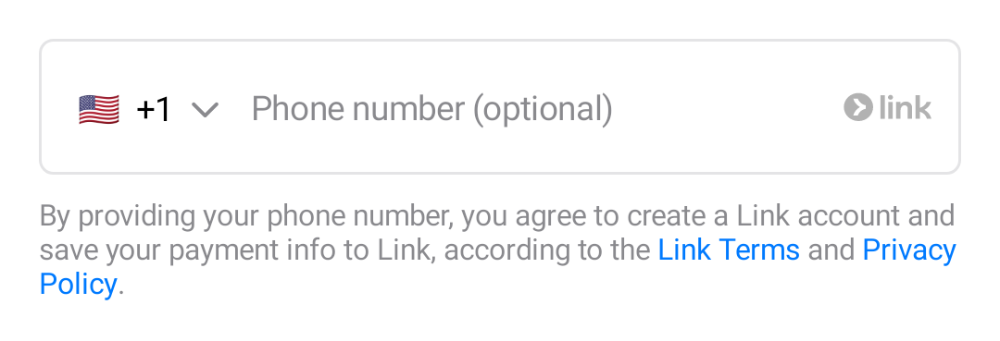 +1 Phone number (optional) link
By providing your phone number, you agree to create a Link account and
save your payment info to Link, according to the Link Terms and Privacy
Policy.